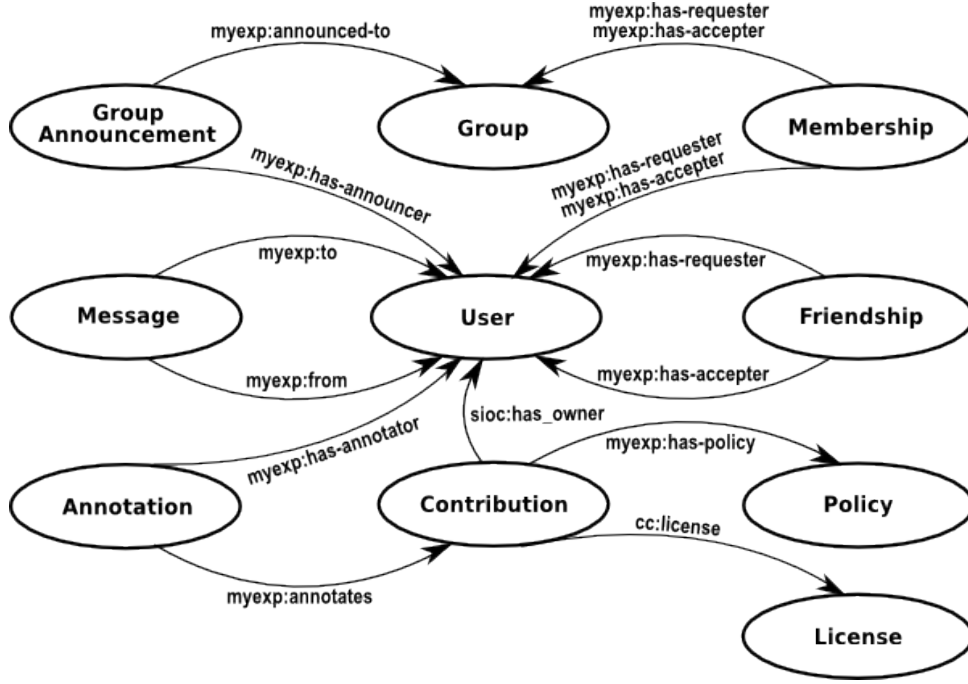 myexp:announced-to
myexp:has-requester
myexp:has-accepter
Group
Announcement
Group
Membership
myexp:has-announcer
myexp:has-requester
myexp:has-accepter
myexp:to
myexp:has-requester
Message
User
Friendship
myexp:from
myexp:has-accepter
sioc:has_owner
myexp:has-annotator
myexp:has-policy
Annotation
Contribution
Policy
cc:license
myexp:annotates
License